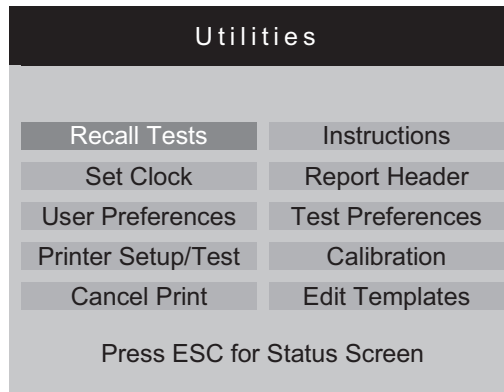 Utilities
Recall Tests Instructions
Set Clock Report Header
User Preferences Test Preferences
Printer Setup/Test Calibration
Cancel Print Edit Templates
Press ESC for Status Screen